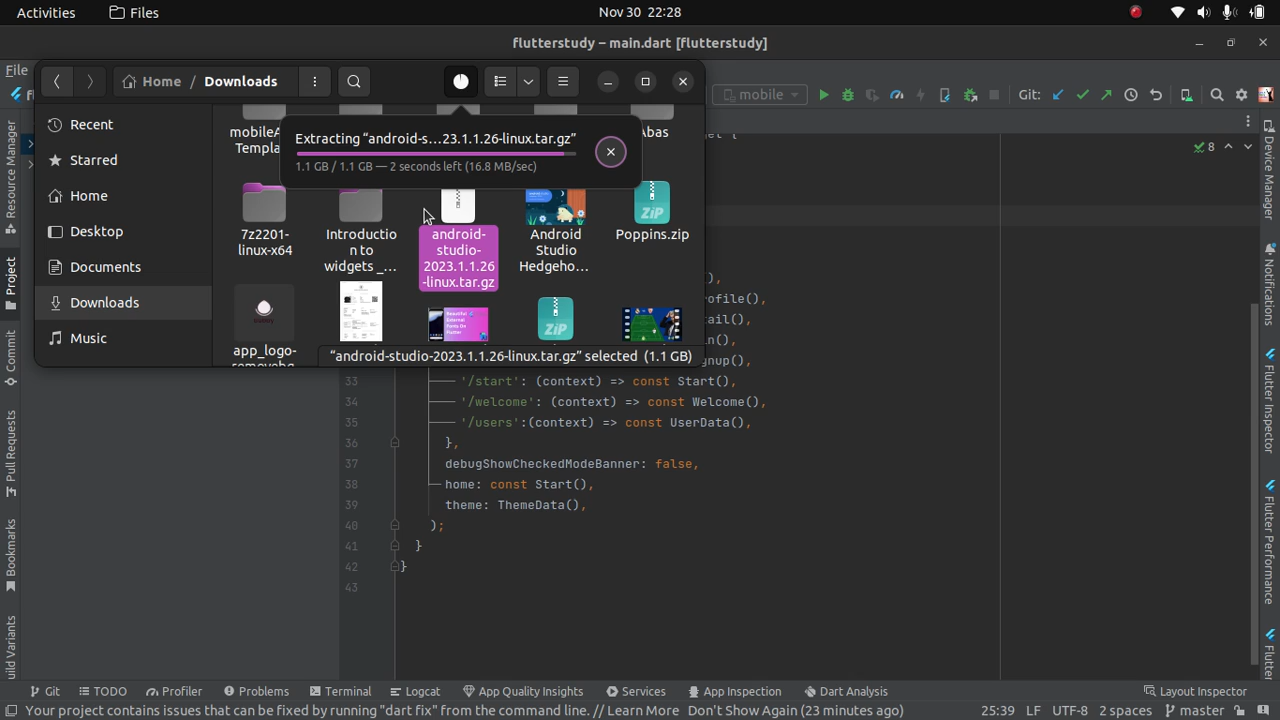 Activities
Files
Nov 30 22:28
flutterstudy – main.dart [flutterstudy]
File
Home / Downloads
mobile
Git:
Recent
Starred
Home
Desktop
Documents
Downloads
Music
Extracting “android-s...23.1.1.26-linux.tar.gz”
1.1 GB / 1.1 GB — 2 seconds left (16.8 MB/sec)
7z2201-
linux-x64
Introductio
n to
widgets _...
android-
studio-
2023.1.1.26
-linux.tar.gz
Android
Studio
Hedgeho...
ZIP
Poppins.zip
ZIP
“android-studio-2023.1.1.26-linux.tar.gz” selected (1.1 GB)
8
33 '/start': (context) => const Start(),
34 '/welcome': (context) => const Welcome(),
35 '/users':(context) => const UserData(),
36 },
37 debugShowCheckedModeBanner: false,
38 home: const Start(),
39 theme: ThemeData(),
40 );
41 }
42 }
43
Resource Manager
Project
Commit
Pull Requests
Bookmarks
Device Manager
Notifications
Flutter Inspector
Flutter Performance
Git
TODO
Profiler
Problems
Terminal
Logcat
App Quality Insights
Services
App Inspection
Dart Analysis
Layout Inspector
Your project contains issues that can be fixed by running "dart fix" from the command line. // Learn More Don't Show Again (23 minutes ago)
25:39 LF UTF-8 2 spaces master